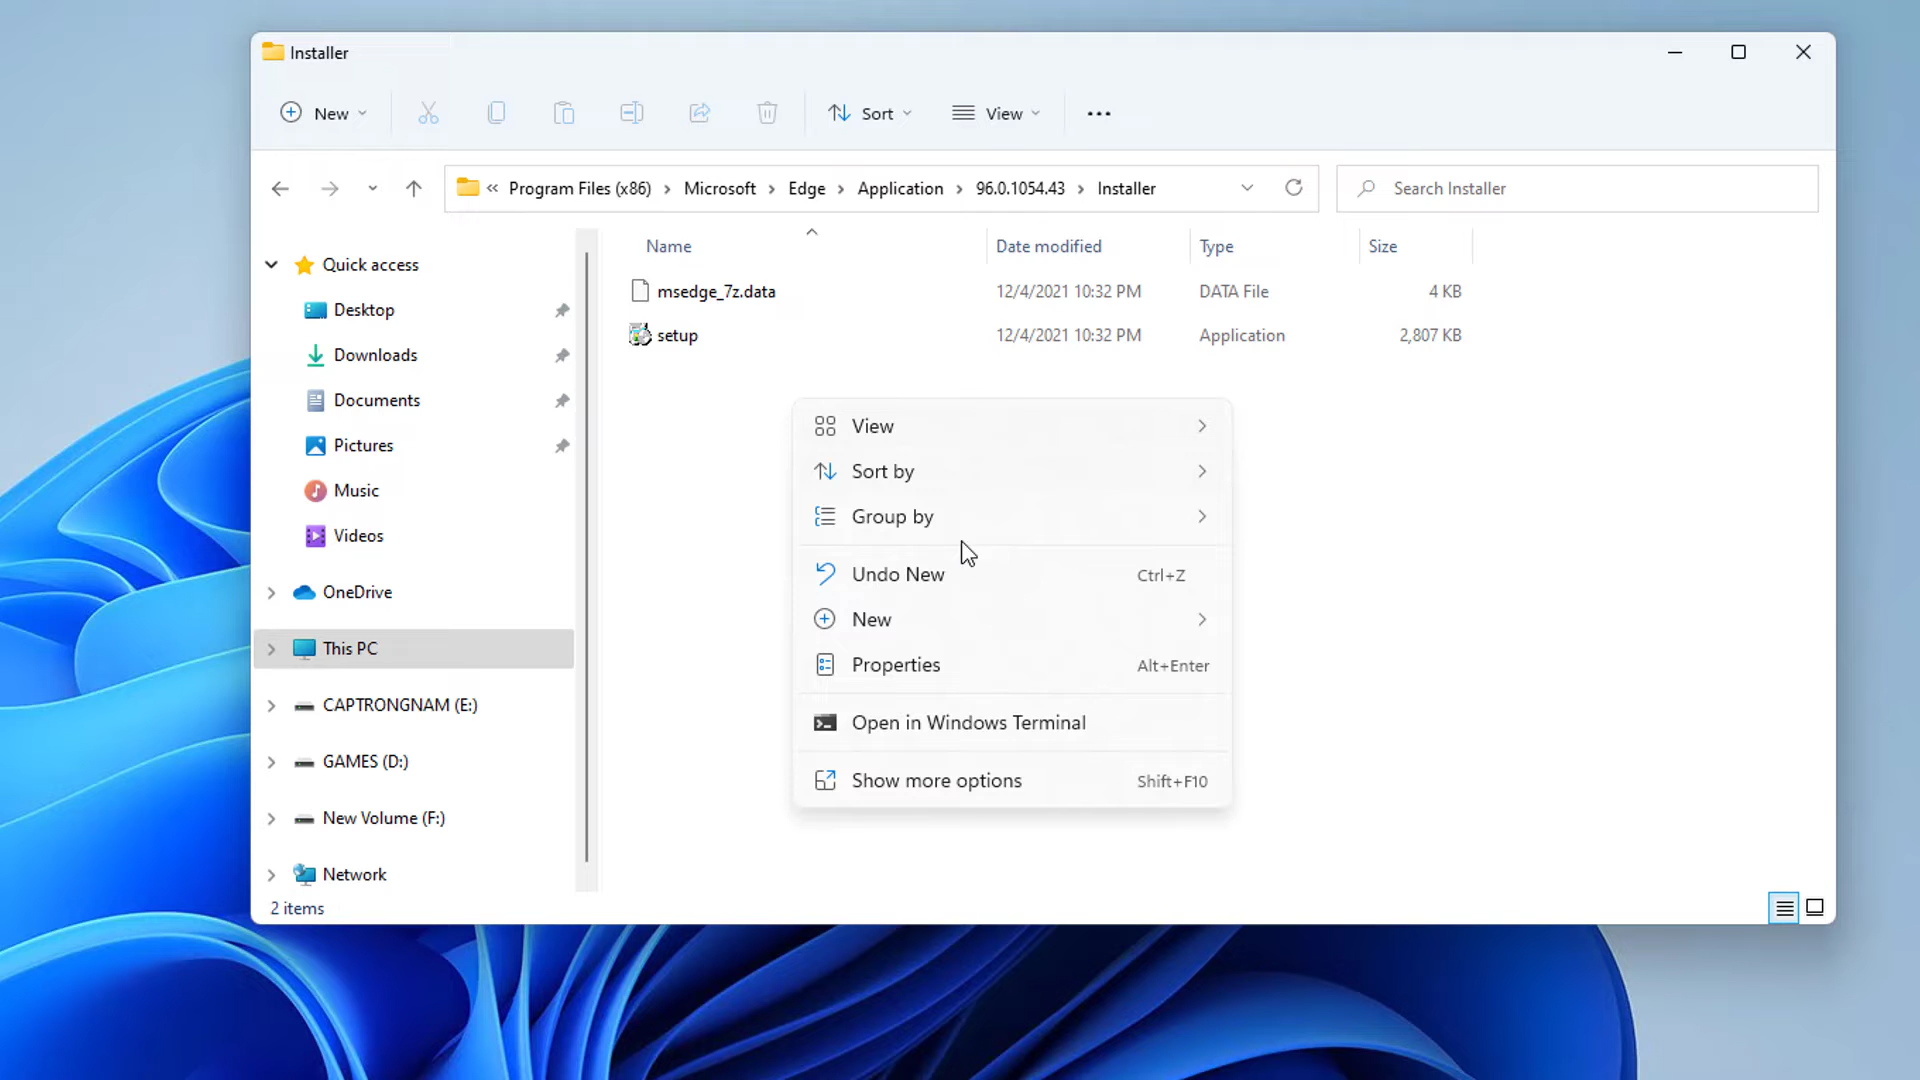 Installer
New
Sort
View
« Program Files (x86) > Microsoft > Edge > Application > 96.0.1054.43 > Installer
Search Installer
Name Date modified Type Size
msedge_7z.data 12/4/2021 10:32 PM DATA File 4 KB
setup 12/4/2021 10:32 PM Application 2,807 KB
Quick access
Desktop
Downloads
Documents
Pictures
Music
Videos
OneDrive
This PC
CAPTRONGNAM (E:)
GAMES (D:)
New Volume (F:)
Network
View
Sort by
Group by
Undo New Ctrl+Z
New
Properties Alt+Enter
Open in Windows Terminal
Show more options Shift+F10
2 items